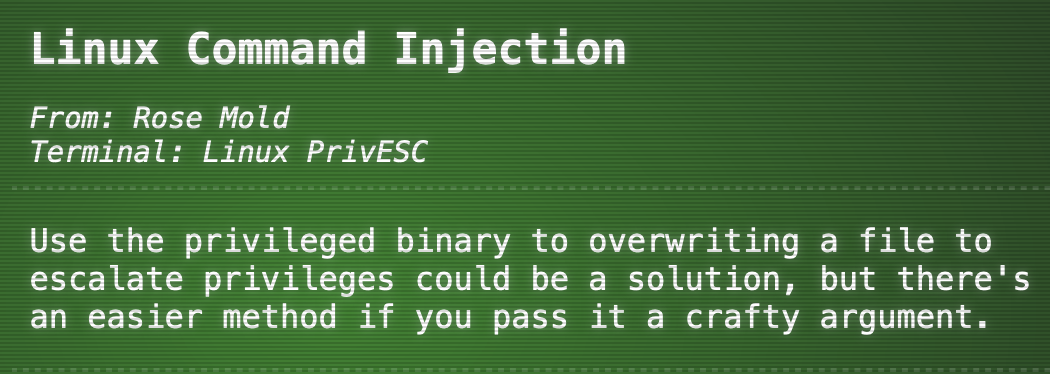 Linux Command Injection
From: Rose Mold
Terminal: Linux PrivESC
Use the privileged binary to overwriting a file to
escalate privileges could be a solution, but there's
an easier method if you pass it a crafty argument.